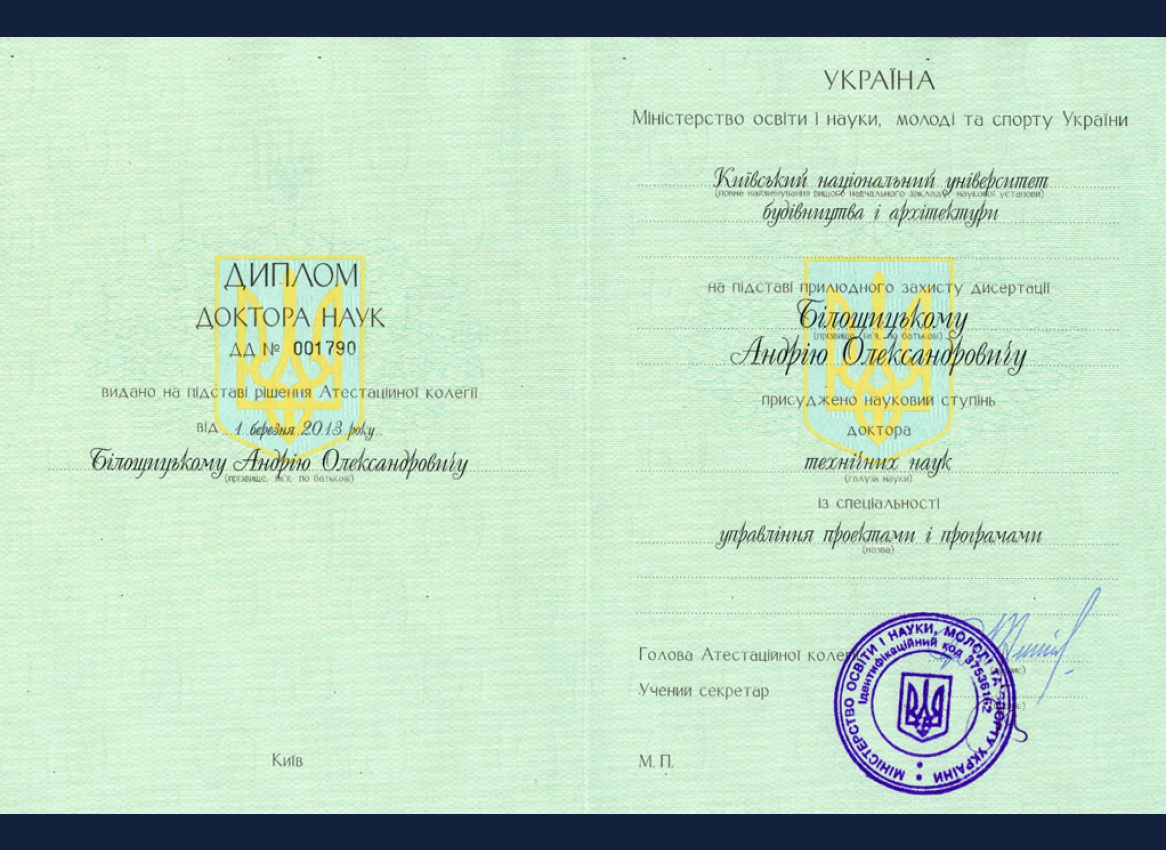 ДИПЛОМ
ДОКТОРА НАУК
ДД № 001790
видано на підставі рішення Атестаційної колегії
від 1 березня 2013 року
Білощицькому Андрію Олександровичу
(прізвище, ім'я, по батькові)
Київ
УКРАЇНА
Міністерство освіти і науки, молоді та спорту України
Київський національний університет
(повне найменування вищого навчального закладу, наукової установи)
будівництва і архітектури
на підставі прилюдного захисту дисертації
Білощицькому
(прізвище, ім'я, по батькові)
Андрію Олександровичу
присуджено науковий ступінь
доктора
технічних наук
(галузь науки)
із спеціальності
управління проектами і програмами
(назва)
Голова Атестаційної
Учений секретар
М. П.
МІНІСТЕРСТВО ОСВІТИ І НАУКИ, МОЛОДІ ТА СПОРТУ УКРАЇНИ
Ідентифікаційний код 37536162